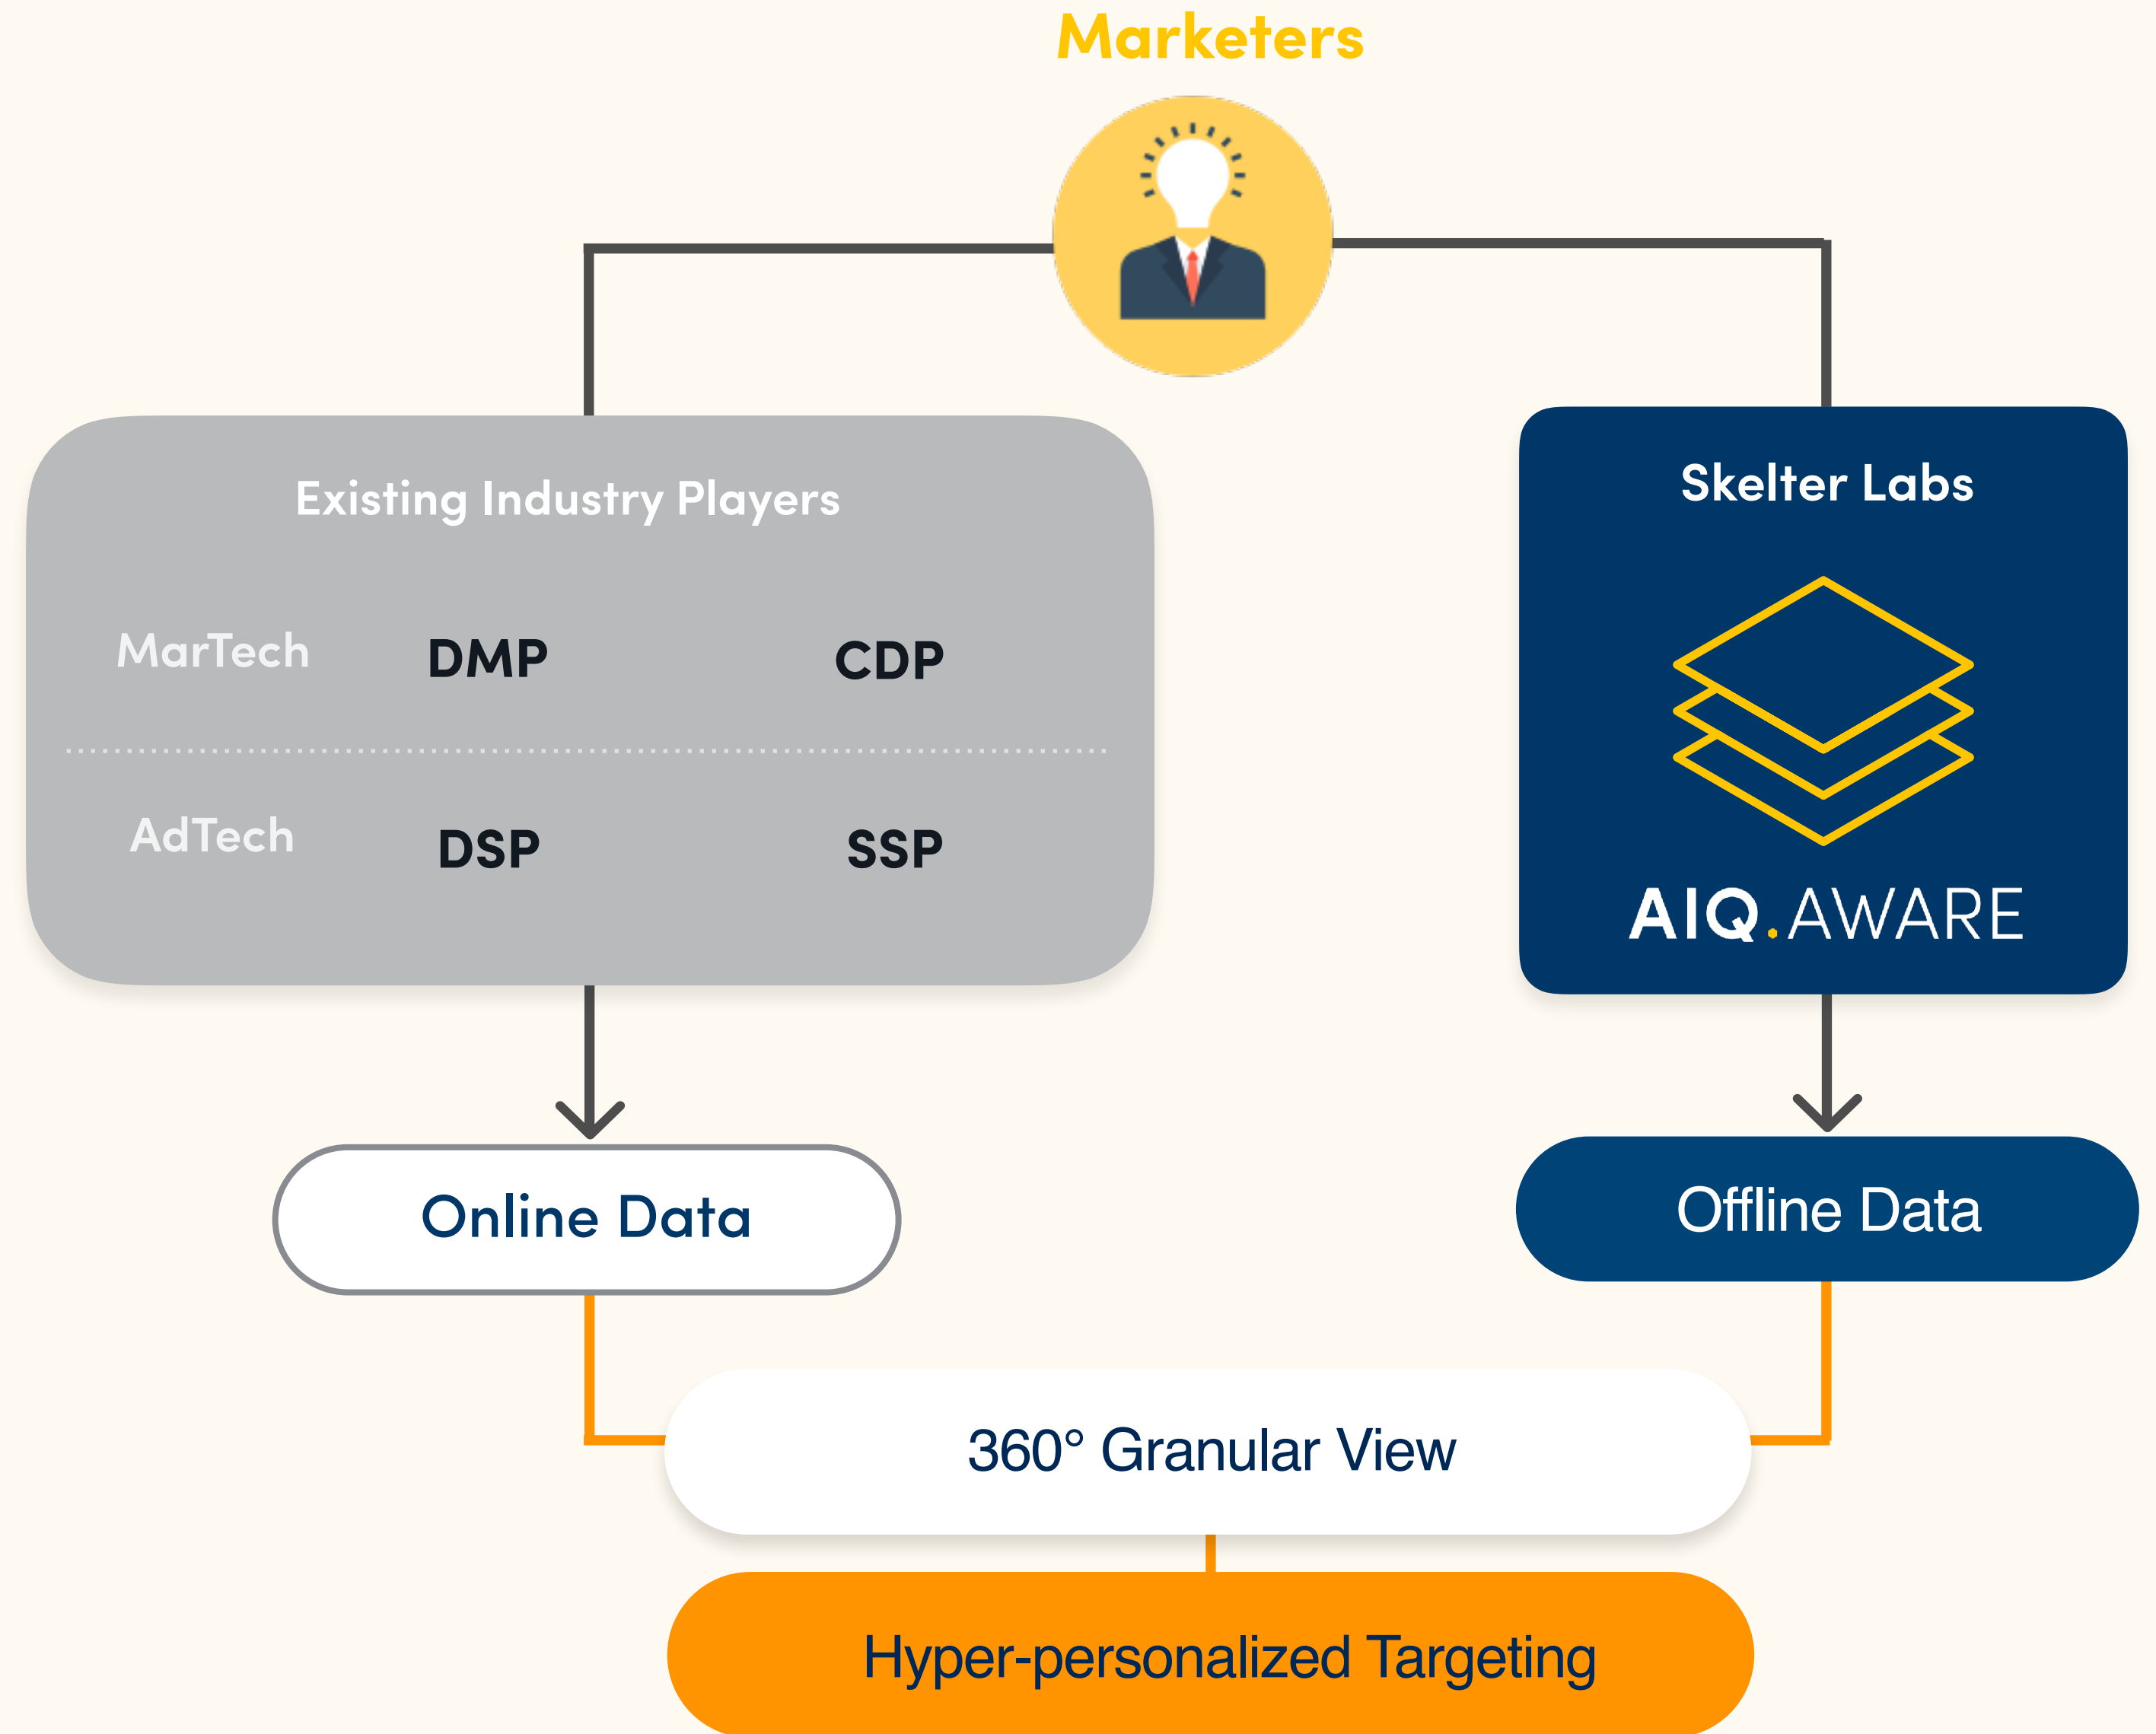 Marketers
Existing Industry Players
MarTech
DMP
CDP
AdTech
DSP
SSP
Skelter Labs
AIQ.AWARE
Online Data
Offline Data
360° Granular View
Hyper-personalized Targeting